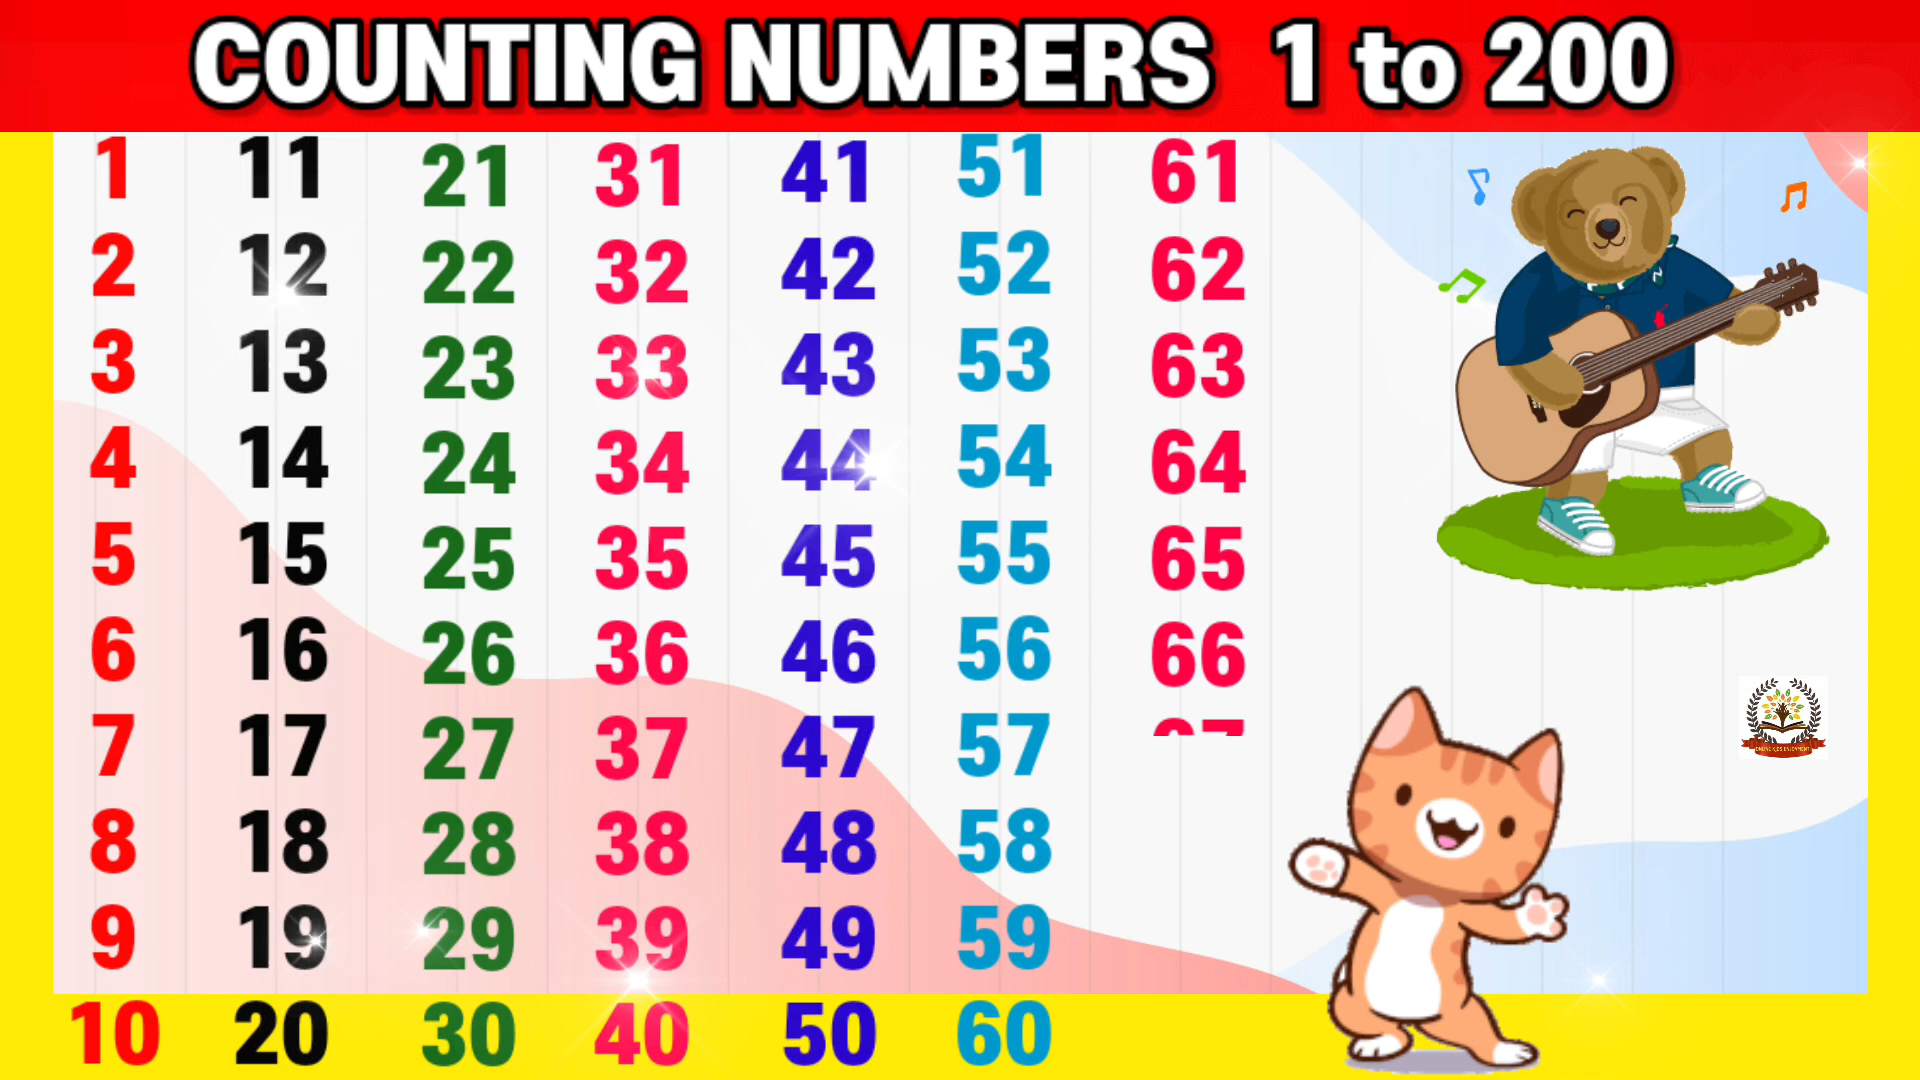 COUNTING NUMBERS 1 to 200
1 11 21 31 41 51 61
2 12 22 32 42 52 62
3 13 23 33 43 53 63
4 14 24 34 44 54 64
5 15 25 35 45 55 65
6 16 26 36 46 56 66
7 17 27 37 47 57
8 18 28 38 48 58
9 19 29 39 49 59
10 20 30 40 50 60
ONLINE KIDS ENJOYMENT